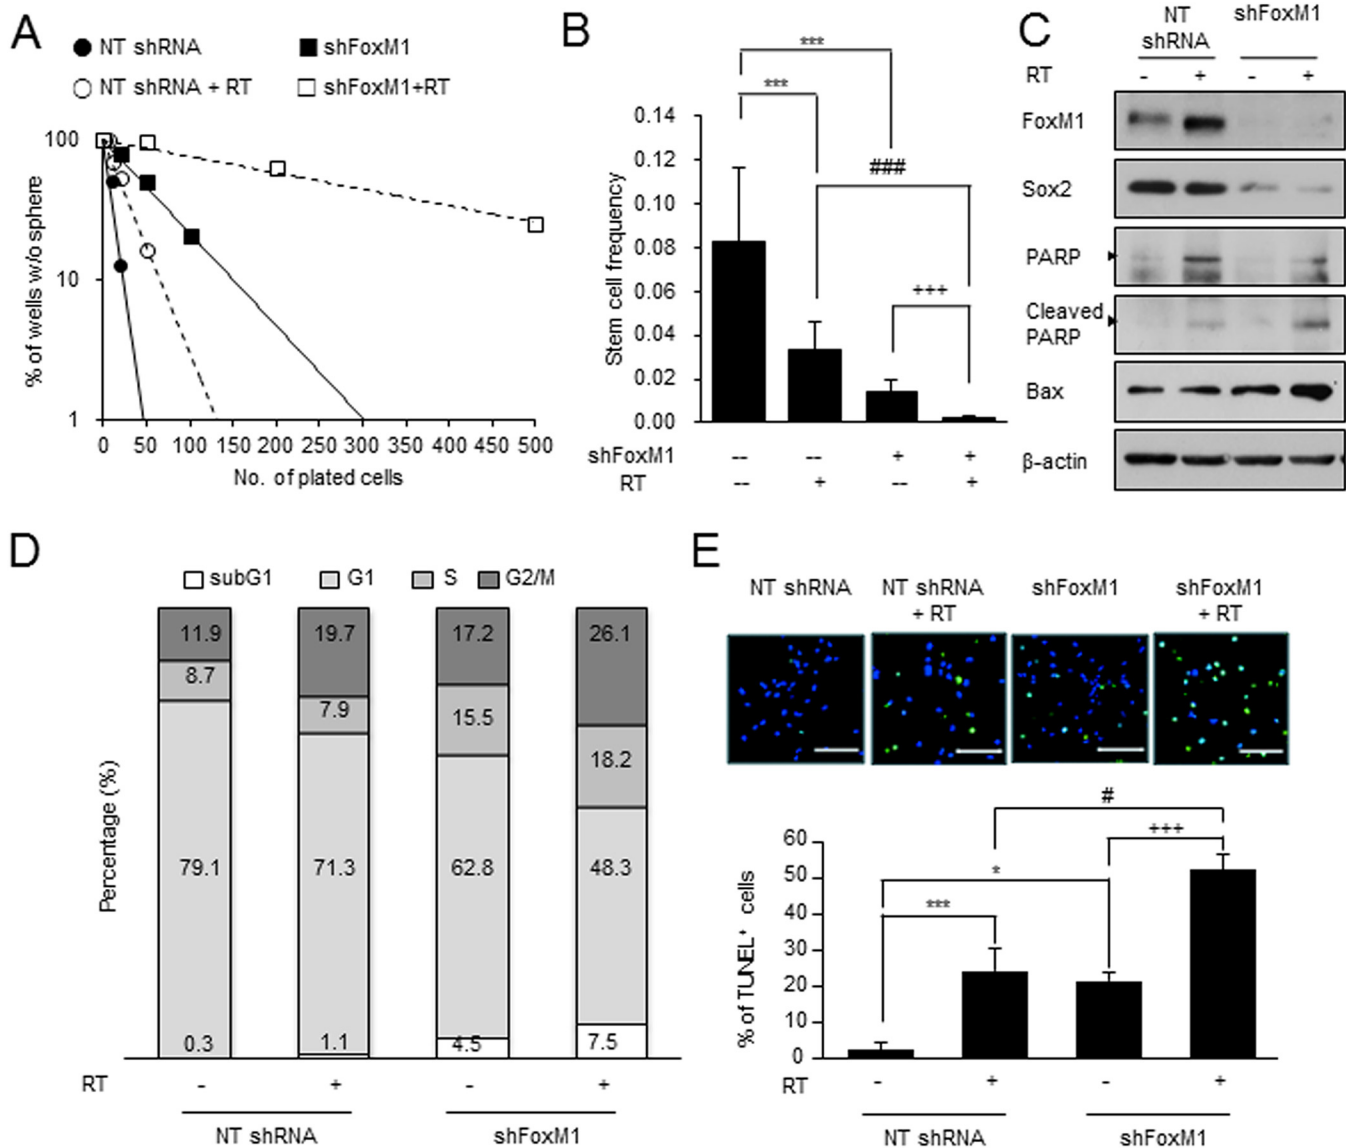 A
NT shRNA
shFoxM1
NT shRNA + RT
shFoxM1+RT
% of wells w/o sphere
100
10
1
0 50 100 150 200 250 300 350 400 450 500
No. of plated cells
B
***
***
###
+++
Stem cell frequency
0.14
0.12
0.10
0.08
0.06
0.04
0.02
0.00
shFoxM1 -- -- + +
RT -- + -- +
C
NT shRNA
shFoxM1
RT - + - +
FoxM1
Sox2
PARP
Cleaved
PARP
Bax
β-actin
D
subG1 G1 S G2/M
Percentage (%)
11.9 19.7 17.2 26.1
8.7 7.9 15.5 18.2
79.1 71.3 62.8 48.3
0.3 1.1 4.5 7.5
RT - + - +
NT shRNA shFoxM1
E
NT shRNA
NT shRNA
+ RT
shFoxM1
shFoxM1
+ RT
#
+++
*
***
% of TUNEL⁺ cells
60
50
40
30
20
10
0
RT - + - +
NT shRNA shFoxM1